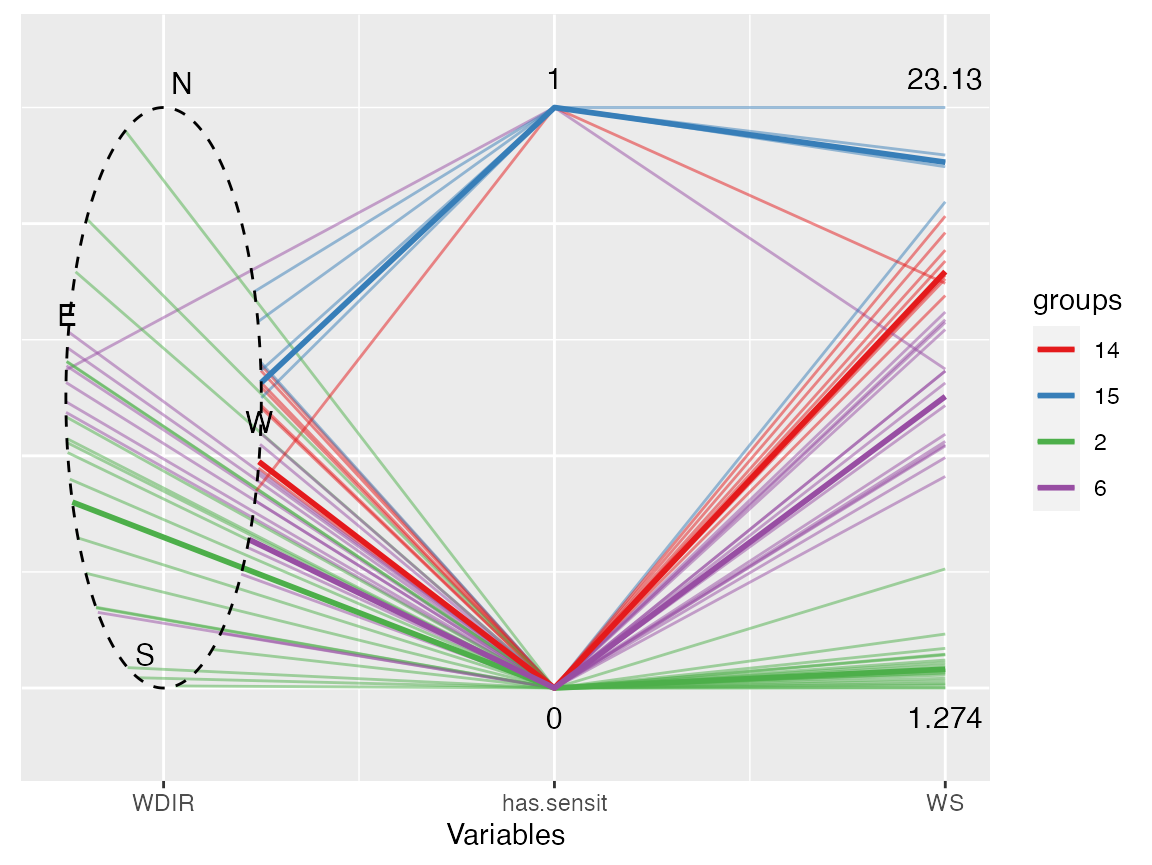 N
1
23.13
E
W
S
0
1.274
WDIR
has.sensit
WS
Variables
groups
14
15
2
6